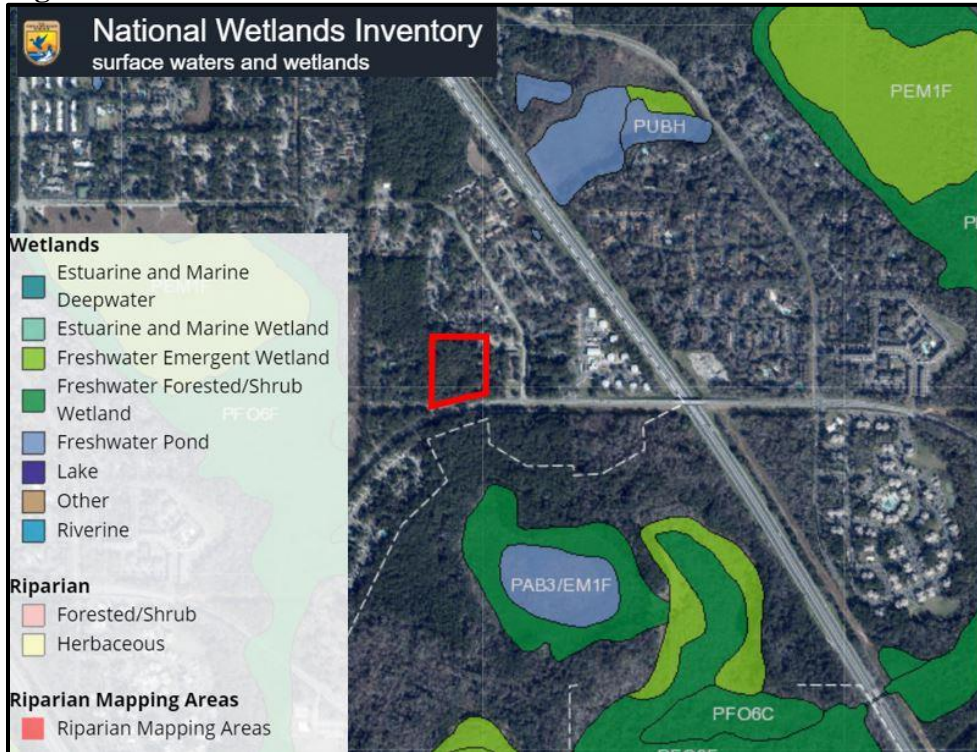 National Wetlands Inventory
surface waters and wetlands
PEM1F
PUBH
Wetlands
Estuarine and Marine
Deepwater
Estuarine and Marine Wetland
Freshwater Emergent Wetland
Freshwater Forested/Shrub
Wetland
Freshwater Pond
Lake
Other
Riverine
Riparian
Forested/Shrub
Herbaceous
Riparian Mapping Areas
Riparian Mapping Areas
PEM1F
PFO6F
PAB3/EM1F
PFO6C